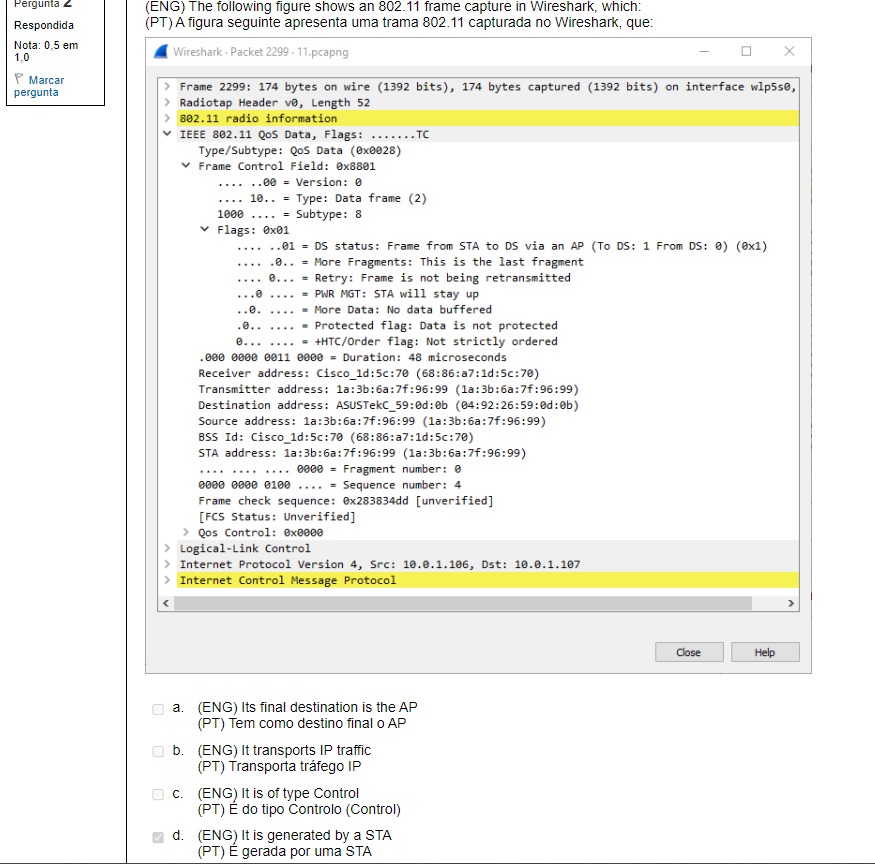 Pergunta 2
Respondida
Nota: 0,5 em
1,0
Marcar
pergunta
(ENG) The following figure shows an 802.11 frame capture in Wireshark, which:
(PT) A figura seguinte apresenta uma trama 802.11 capturada no Wireshark, que:
Wireshark · Packet 2299 · 11.pcapng
Frame 2299: 174 bytes on wire (1392 bits), 174 bytes captured (1392 bits) on interface wlp5s0,
Radiotap Header v0, Length 52
802.11 radio information
IEEE 802.11 QoS Data, Flags: .......TC
Type/Subtype: QoS Data (0x0028)
Frame Control Field: 0x8801
.... ..00 = Version: 0
.... 10.. = Type: Data frame (2)
1000 .... = Subtype: 8
Flags: 0x01
.... ..01 = DS status: Frame from STA to DS via an AP (To DS: 1 From DS: 0) (0x1)
.... .0.. = More Fragments: This is the last fragment
.... 0... = Retry: Frame is not being retransmitted
...0 .... = PWR MGT: STA will stay up
..0. .... = More Data: No data buffered
.0.. .... = Protected flag: Data is not protected
0... .... = +HTC/Order flag: Not strictly ordered
.000 0000 0011 0000 = Duration: 48 microseconds
Receiver address: Cisco_1d:5c:70 (68:86:a7:1d:5c:70)
Transmitter address: 1a:3b:6a:7f:96:99 (1a:3b:6a:7f:96:99)
Destination address: ASUSTekC_59:0d:0b (04:92:26:59:0d:0b)
Source address: 1a:3b:6a:7f:96:99 (1a:3b:6a:7f:96:99)
BSS Id: Cisco_1d:5c:70 (68:86:a7:1d:5c:70)
STA address: 1a:3b:6a:7f:96:99 (1a:3b:6a:7f:96:99)
.... .... .... 0000 = Fragment number: 0
0000 0000 0100 .... = Sequence number: 4
Frame check sequence: 0x283834dd [unverified]
[FCS Status: Unverified]
Qos Control: 0x0000
Logical-Link Control
Internet Protocol Version 4, Src: 10.0.1.106, Dst: 10.0.1.107
Internet Control Message Protocol
Close Help
a. (ENG) Its final destination is the AP
(PT) Tem como destino final o AP
b. (ENG) It transports IP traffic
(PT) Transporta tráfego IP
c. (ENG) It is of type Control
(PT) É do tipo Controlo (Control)
d. (ENG) It is generated by a STA
(PT) É gerada por uma STA